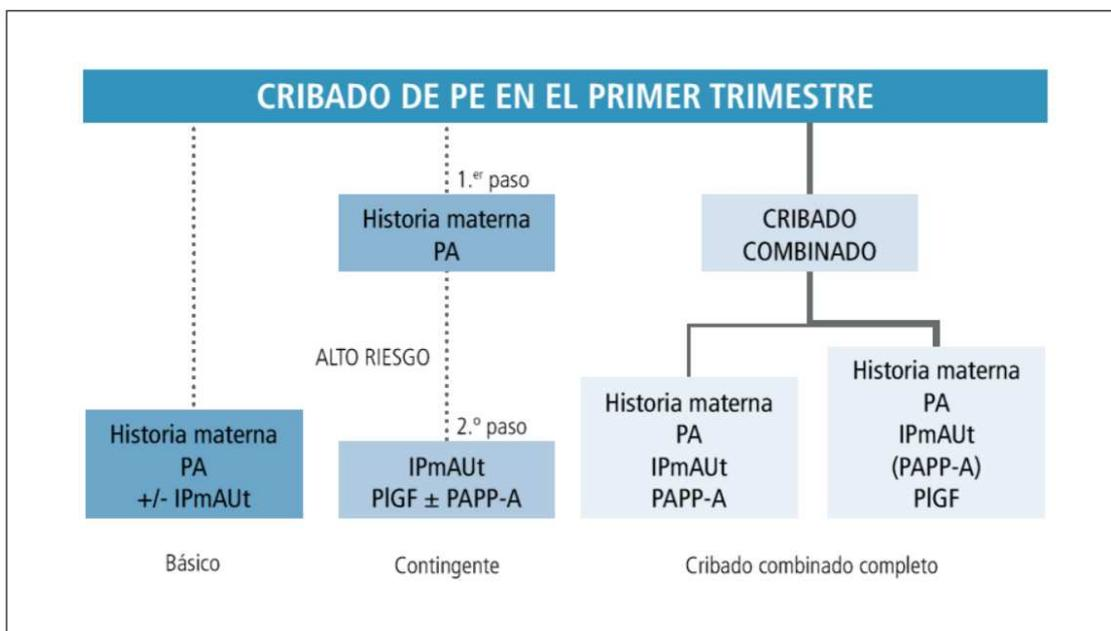 CRIBADO DE PE EN EL PRIMER TRIMESTRE
1.er paso
Historia materna
PA
CRIBADO
COMBINADO
ALTO RIESGO
2.º paso
Historia materna
PA
+/- IPmAUt
IPmAUt
PlGF ± PAPP-A
Historia materna
PA
IPmAUt
PAPP-A
Historia materna
PA
IPmAUt
(PAPP-A)
PlGF
Básico
Contingente
Cribado combinado completo